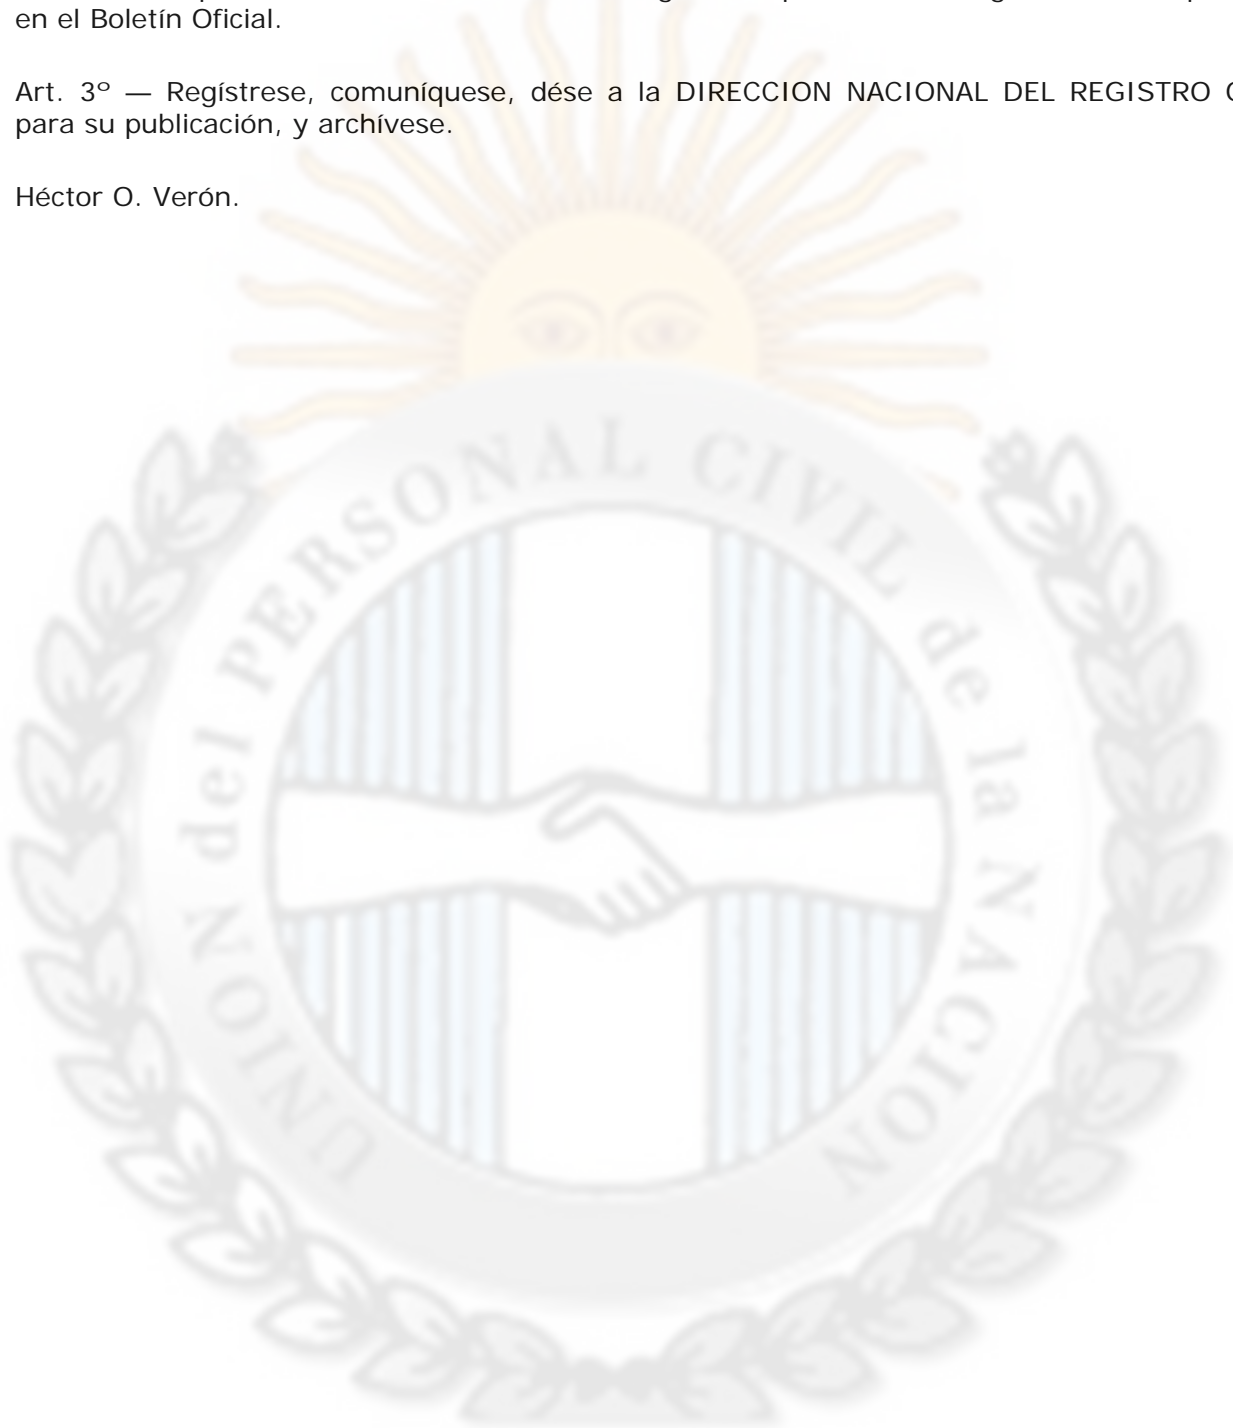 en el Boletín Oficial.
Art. 3º — Regístrese, comuníquese, dése a la DIRECCION NACIONAL DEL REGISTRO
para su publicación, y archívese.
Héctor O. Verón.
UNION del PERSONAL CIVIL de la NACION